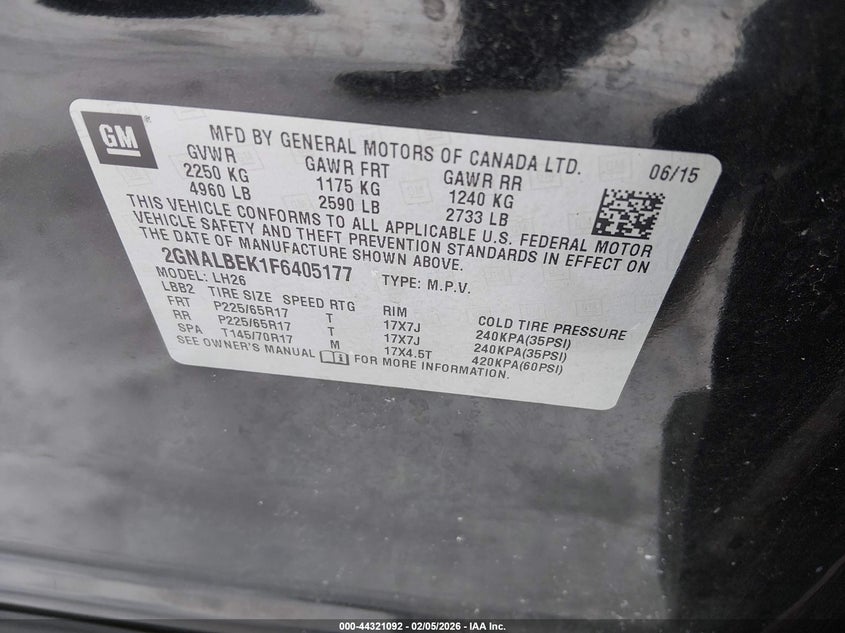 GM
MFD BY GENERAL MOTORS OF CANADA LTD. 06/15
GVWR GAWR FRT GAWR RR
2250 KG 1175 KG 1240 KG
4960 LB 2590 LB 2733 LB
THIS VEHICLE CONFORMS TO ALL APPLICABLE U.S. FEDERAL MOTOR
VEHICLE SAFETY AND THEFT PREVENTION STANDARDS IN EFFECT ON
THE DATE OF MANUFACTURE SHOWN ABOVE.
2GNALBEK1F6405177 TYPE: M.P.V.
MODEL: LH26
LBB2 TIRE SIZE SPEED RTG RIM COLD TIRE PRESSURE
FRT P225/65R17 T 17X7J 240KPA(35PSI)
RR P225/65R17 T 17X7J 240KPA(35PSI)
SPA T145/70R17 M 17X4.5T 420KPA(60PSI)
SEE OWNER'S MANUAL FOR MORE INFORMATION.
000-44321092 - 02/05/2026 - IAA Inc.